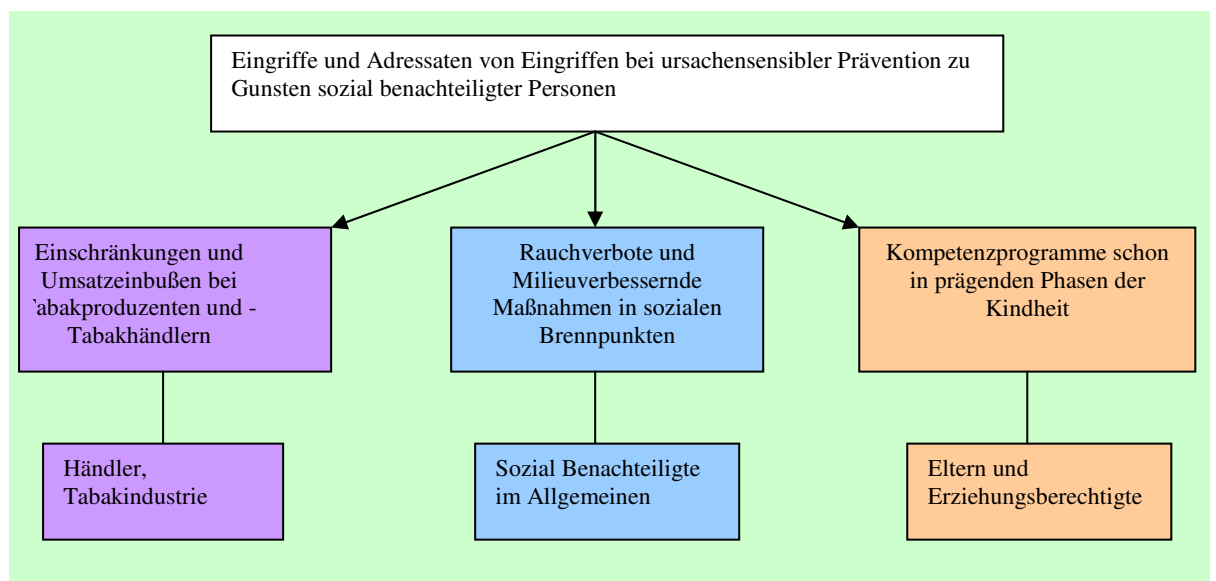 Eingriffe und Adressaten von Eingriffen bei ursachensensibler Prävention zu
Gunsten sozial benachteiligter Personen
Einschränkungen und
Umsatzeinbußen bei
abakproduzenten und -
Tabakhändlern
Rauchverbote und
Milieuverbessernde
Maßnahmen in sozialen
Brennpunkten
Kompetenzprogramme schon
in prägenden Phasen der
Kindheit
Händler,
Tabakindustrie
Sozial Benachteiligte
im Allgemeinen
Eltern und
Erziehungsberechtigte